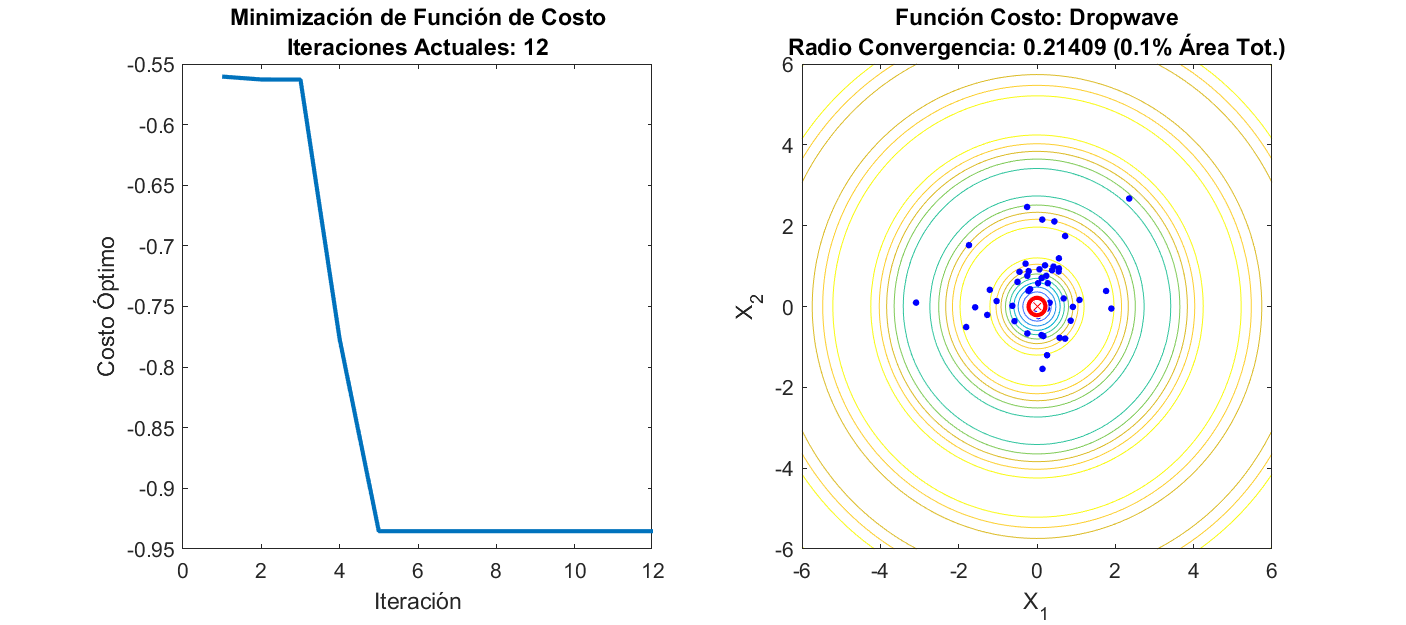 Minimización de Función de Costo
Iteraciones Actuales: 12
-0.55
-0.6
-0.65
-0.7
-0.75
-0.8
-0.85
-0.9
-0.95
Costo Óptimo
0 2 4 6 8 10 12
Iteración
Función Costo: Dropwave
Radio Convergencia: 0.21409 (0.1% Área Tot.)
6
4
2
0
-2
-4
-6
X2
-6 -4 -2 0 2 4 6
X1